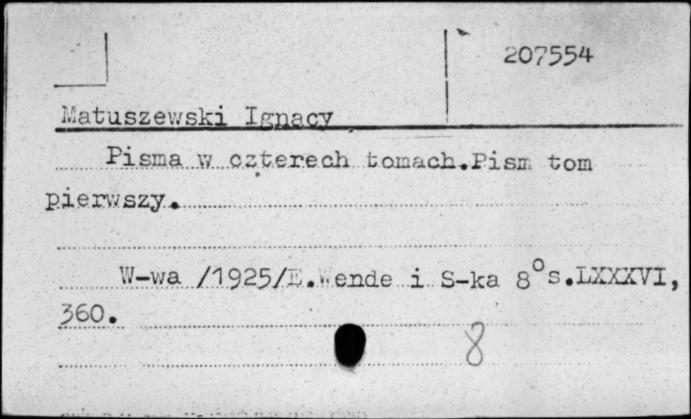 207554
Matuszewski Ignacy
Pisma w czterech tomach.Pism tom
pierwszy.
W-wa /1925/E.Wende i S-ka 8°s.LXXXVI,
360.
8